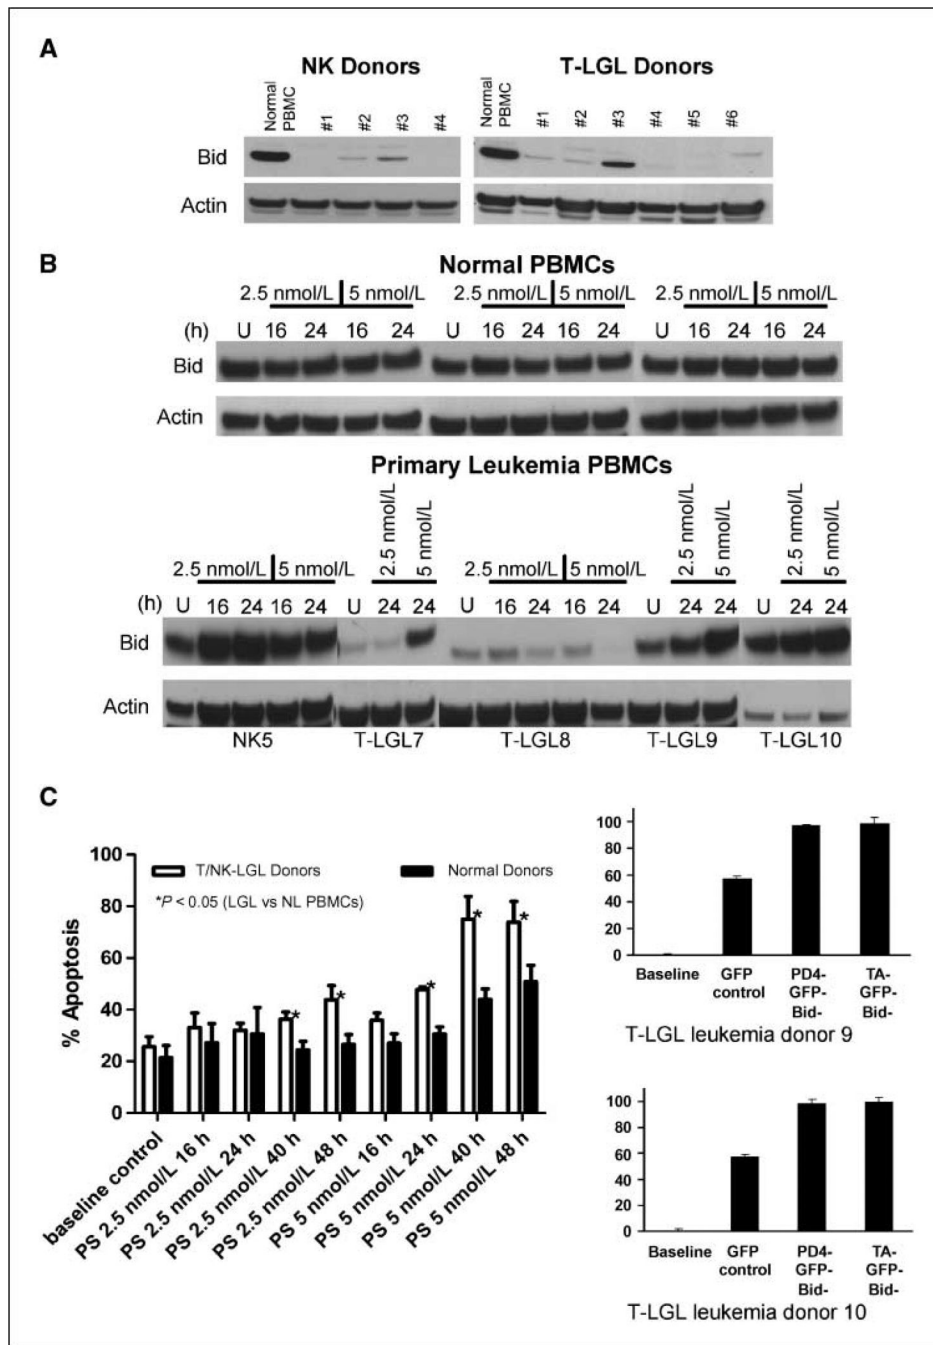 A
NK Donors
T-LGL Donors
Normal PBMC #1 #2 #3 #4
Normal PBMC #1 #2 #3 #4 #5 #6
Bid
Actin
B
Normal PBMCs
2.5 nmol/L 5 nmol/L 2.5 nmol/L 5 nmol/L 2.5 nmol/L 5 nmol/L
(h) U 16 24 16 24 U 16 24 16 24 U 16 24 16 24
Bid
Actin
Primary Leukemia PBMCs
2.5 nmol/L 5 nmol/L 2.5 nmol/L 5 nmol/L 2.5 nmol/L 5 nmol/L 2.5 nmol/L 5 nmol/L 2.5 nmol/L 5 nmol/L
(h) U 16 24 16 24 U 24 24 U 16 24 16 24 U 24 24 U 24 24
Bid
Actin
NK5 T-LGL7 T-LGL8 T-LGL9 T-LGL10
C
% Apoptosis
100
80
60
40
20
0
T/NK-LGL Donors
Normal Donors
*P < 0.05 (LGL vs NL PBMCs)
* * * * *
baseline control
PS 2.5 nmol/L 16 h
PS 2.5 nmol/L 24 h
PS 2.5 nmol/L 40 h
PS 2.5 nmol/L 48 h
PS 5 nmol/L 16 h
PS 5 nmol/L 24 h
PS 5 nmol/L 40 h
PS 5 nmol/L 48 h
100
80
60
40
20
0
Baseline GFP PD4- TA-
control GFP- GFP-
Bid- Bid-
T-LGL leukemia donor 9
100
80
60
40
20
0
Baseline GFP PD4- TA-
control GFP- GFP-
Bid- Bid-
T-LGL leukemia donor 10